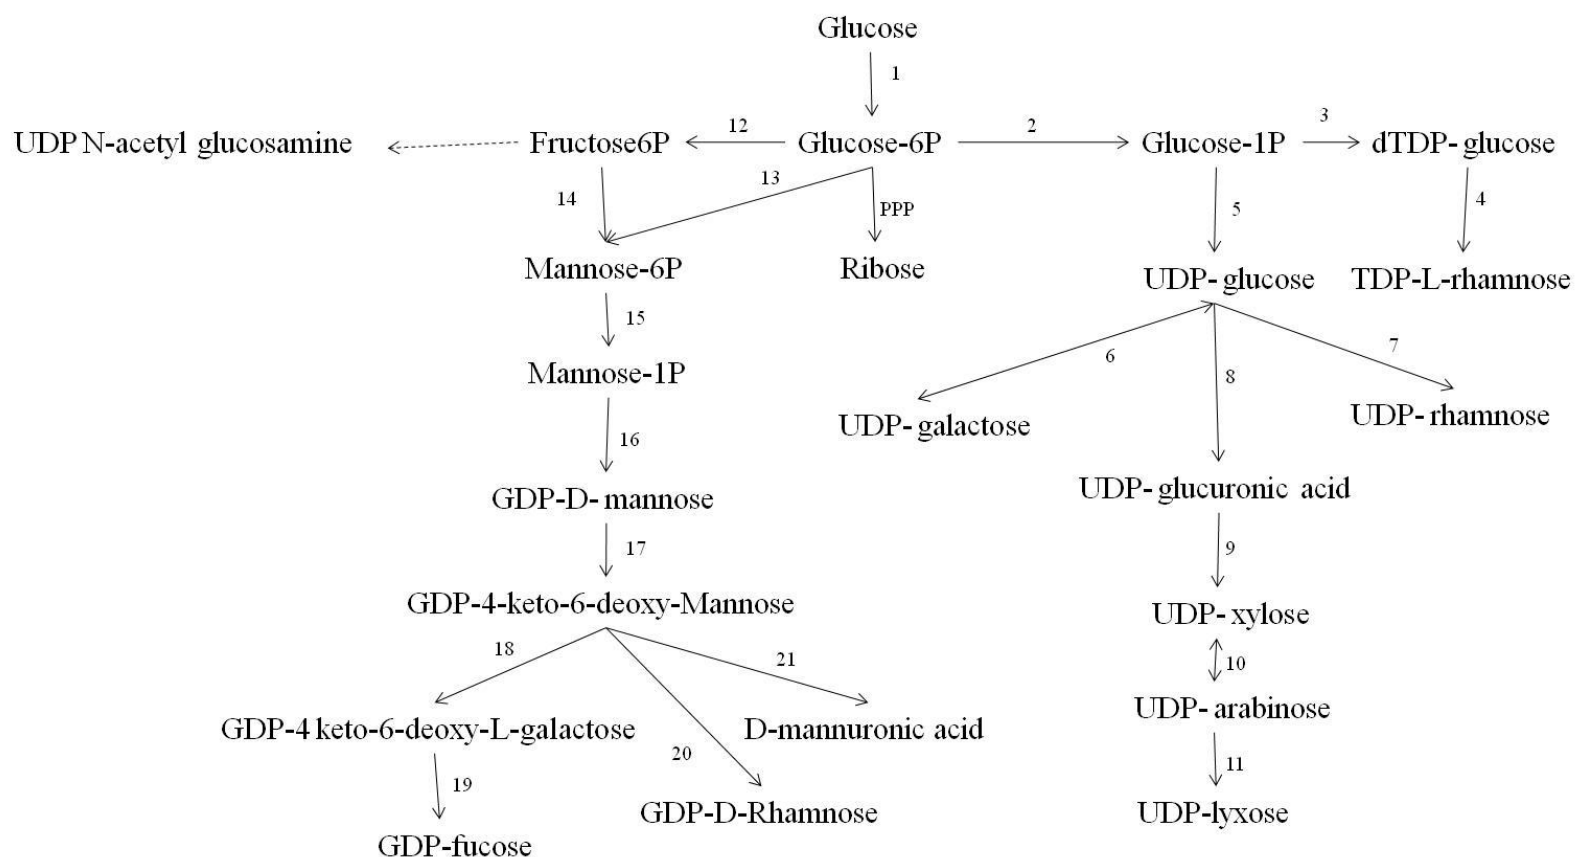 Glucose
1
UDP N-acetyl glucosamine
Fructose6P
12
Glucose-6P
2
Glucose-1P
3
dTDP- glucose
14
13
PPP
5
4
Mannose-6P
Ribose
UDP- glucose
TDP-L-rhamnose
15
6
8
7
Mannose-1P
UDP- galactose
UDP- rhamnose
16
GDP-D- mannose
UDP- glucuronic acid
17
9
GDP-4-keto-6-deoxy-Mannose
UDP- xylose
18
21
10
GDP-4 keto-6-deoxy-L-galactose
D-mannuronic acid
UDP- arabinose
19
20
11
GDP-D-Rhamnose
UDP-lyxose
GDP-fucose